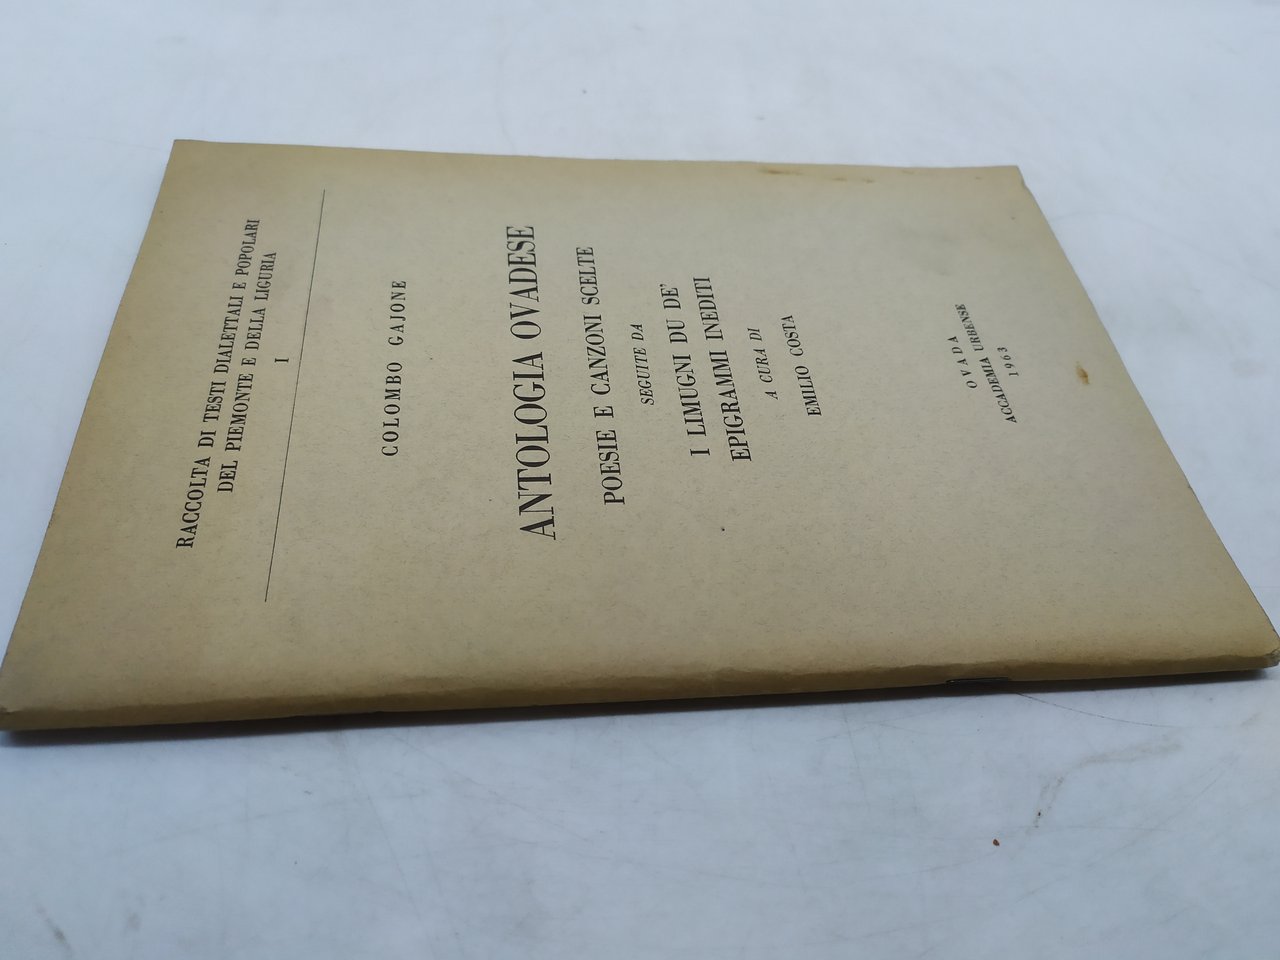 RACCOLTA DI TESTI DIALETTALI E POPOLARI
DEL PIEMONTE E DELLA LIGURIA
I
COLOMBO GAJONE
ANTOLOGIA OVADESE
POESIE E CANZONI SCELTE
SEGUITE DA
I LIMUGNI DU DE'
EPIGRAMMI INEDITI
A CURA DI
EMILIO COSTA
OVADA
ACCADEMIA URBENSE
1963